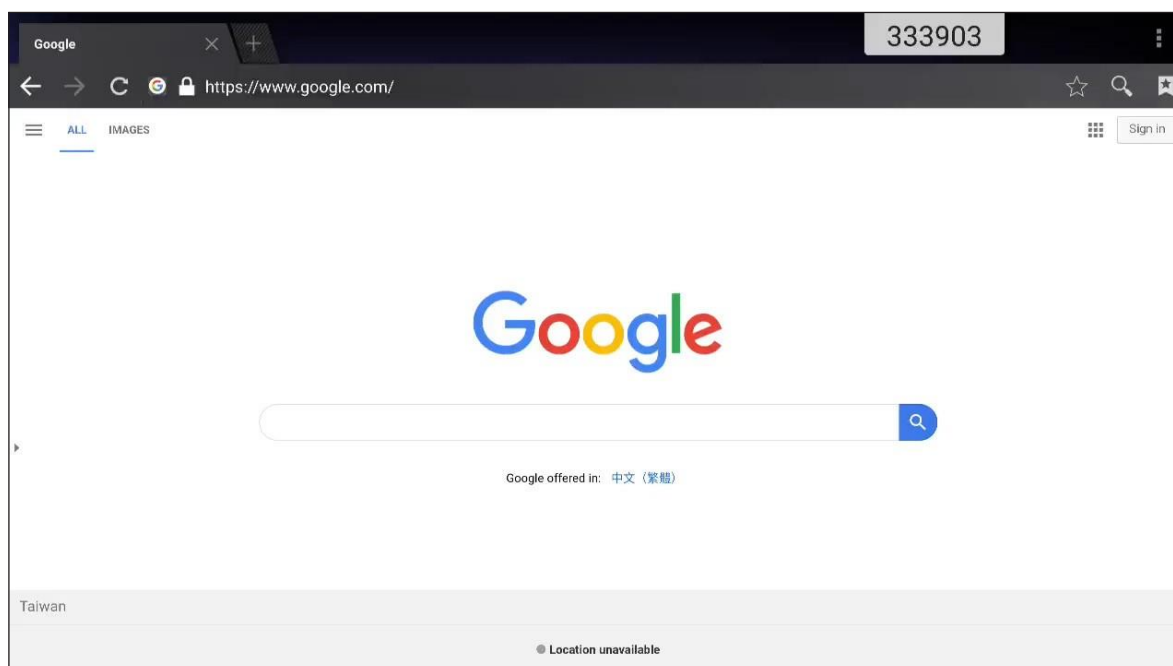 Google
333903
https://www.google.com/
ALL IMAGES
Sign in
Google
Google offered in: 中文（繁體）
Taiwan
Location unavailable